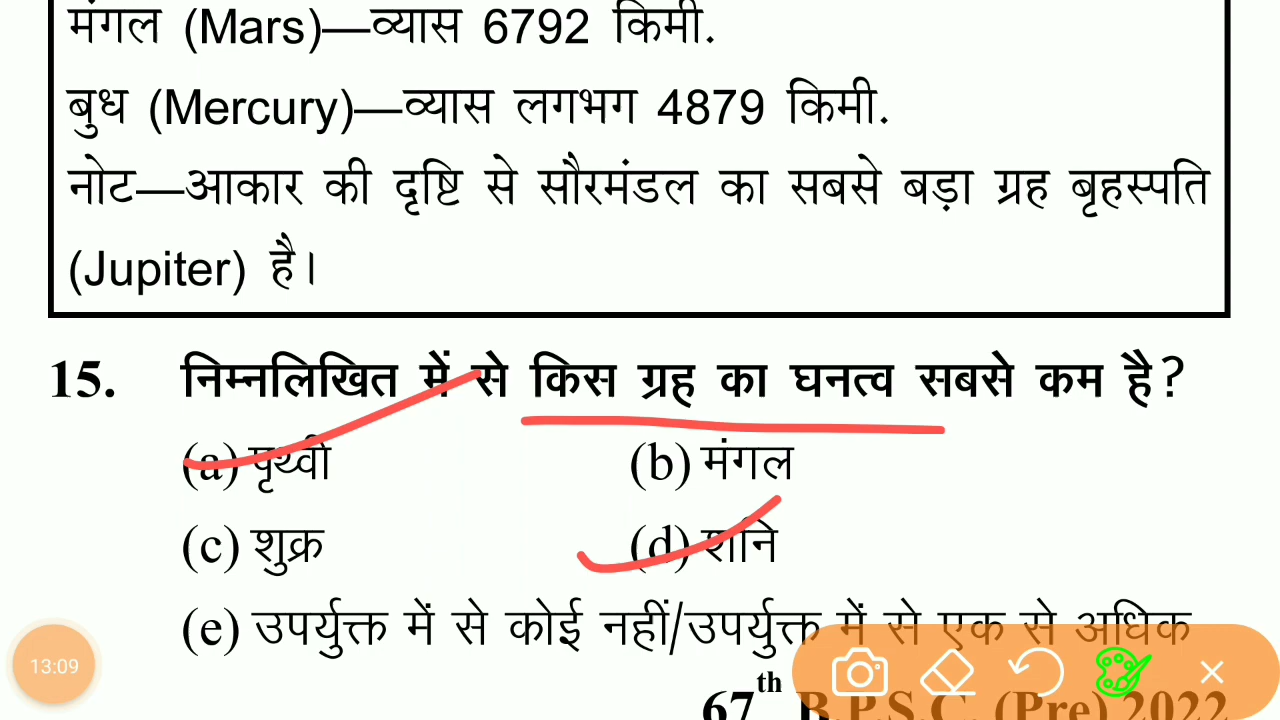 मंगल (Mars)—व्यास 6792 किमी.
बुध (Mercury)—व्यास लगभग 4879 किमी.
नोट—आकार की दृष्टि से सौरमंडल का सबसे बड़ा ग्रह बृहस्पति
(Jupiter) है।
15. निम्नलिखित में से किस ग्रह का घनत्व सबसे कम है?
(a) पृथ्वी (b) मंगल
(c) शुक्र (d) शनि
(e) उपर्युक्त में से कोई नहीं/उपर्युक्त में से एक से अधिक
67th B.P.S.C. (Pre) 2022
13:09